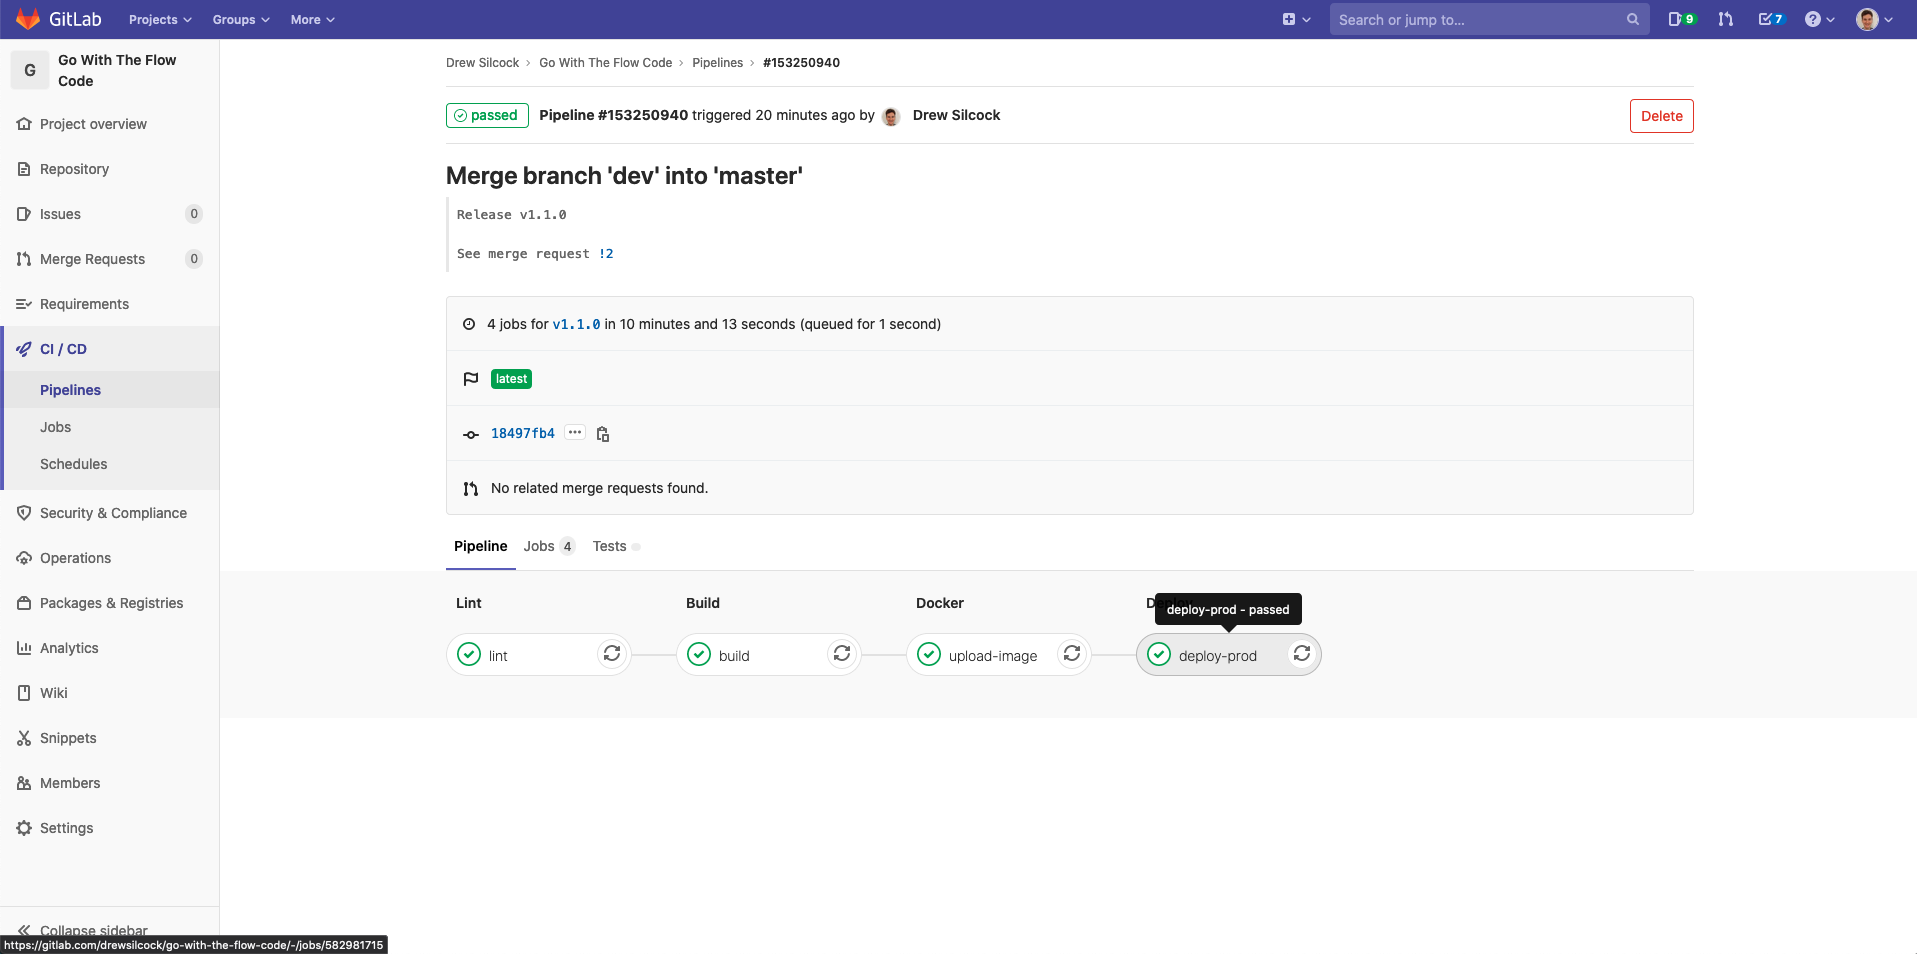 GitLab Projects Groups More Search or jump to... 9 7
G Go With The Flow Code
Project overview
Repository
Issues 0
Merge Requests 0
Requirements
CI / CD
Pipelines
Jobs
Schedules
Security & Compliance
Operations
Packages & Registries
Analytics
Wiki
Snippets
Members
Settings
Collapse sidebar
https://gitlab.com/drewsilcock/go-with-the-flow-code/-/jobs/582981715
Drew Silcock › Go With The Flow Code › Pipelines › #153250940
passed Pipeline #153250940 triggered 20 minutes ago by Drew Silcock Delete
Merge branch 'dev' into 'master'
Release v1.1.0
See merge request !2
4 jobs for v1.1.0 in 10 minutes and 13 seconds (queued for 1 second)
latest
18497fb4 ...
No related merge requests found.
Pipeline Jobs 4 Tests
Lint Build Docker
deploy-prod - passed
lint build upload-image deploy-prod